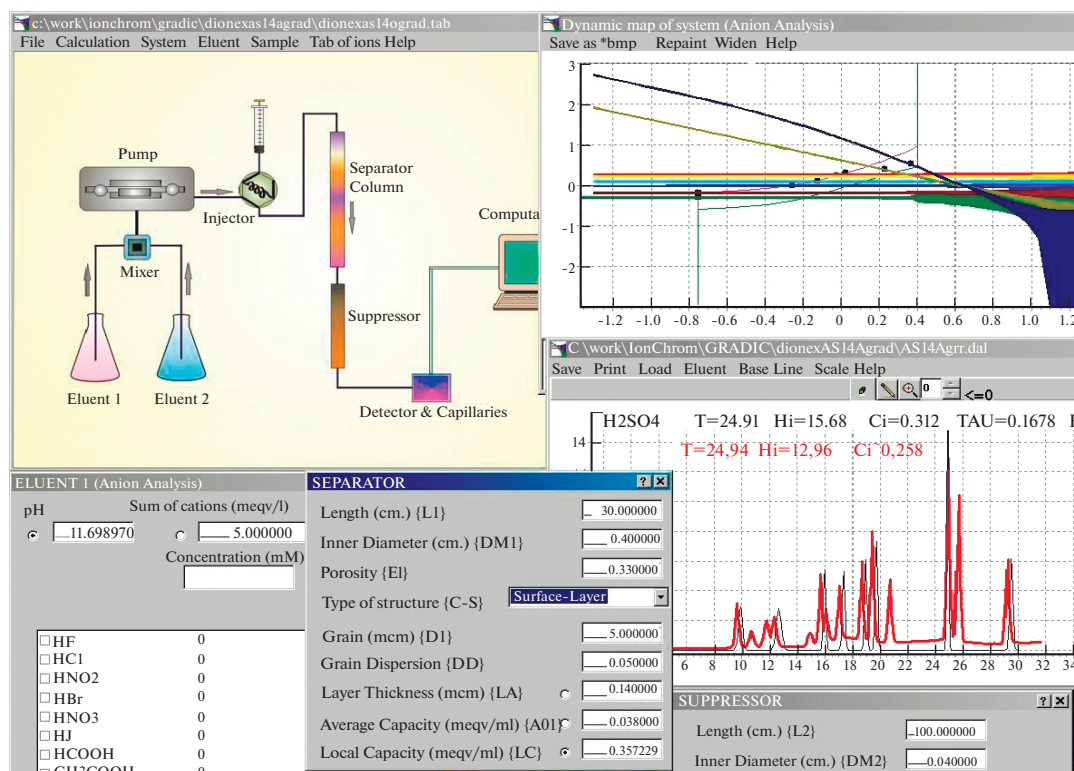 c:\work\ionchrom\gradic\dionexas14agrad\dionexas14ograd.tab
File Calculation System Eluent Sample Tab of ions Help
Pump
Injector
Separator
Column
Mixer
Suppressor
Computa
Eluent 1
Eluent 2
Detector & Capillaries
Dynamic map of system (Anion Analysis)
Save as *bmp Repaint Widen Help
3
2
1
0
-1
-2
-1.2 -1.0 -0.8 -0.6 -0.4 -0.2 0 0.2 0.4 0.6 0.8 1.0 1.2
C \work\IonChrom\GRADIC\dionexAS14Agrad\AS14Agrr.dal
Save Print Load Eluent Base Line Scale Help
0 <=0
H2SO4 T=24.91 Hi=15.68 Ci=0.312 TAU=0.1678
T=24,94 Hi=12,96 Ci~0,258
14
6 8 10 12 14 16 18 20 22 24 26 28 30 32 34
ELUENT 1 (Anion Analysis)
pH Sum of cations (meqv/l)
11.698970 5.000000
Concentration (mM)
HF 0
HC1 0
HNO2 0
HBr 0
HNO3 0
HJ 0
HCOOH 0
CH3COOH 0
SEPARATOR
Length (cm.) {L1} 30.000000
Inner Diameter (cm.) {DM1} 0.400000
Porosity {El} 0.330000
Type of structure {C-S} Surface-Layer
Grain (mcm) {D1} 5.000000
Grain Dispersion {DD} 0.050000
Layer Thickness (mcm) {LA} 0.140000
Average Capacity (meqv/ml) {A01} 0.038000
Local Capacity (meqv/ml) {LC} 0.357229
SUPPRESSOR
Length (cm.) {L2} 100.000000
Inner Diameter (cm.) {DM2} 0.040000